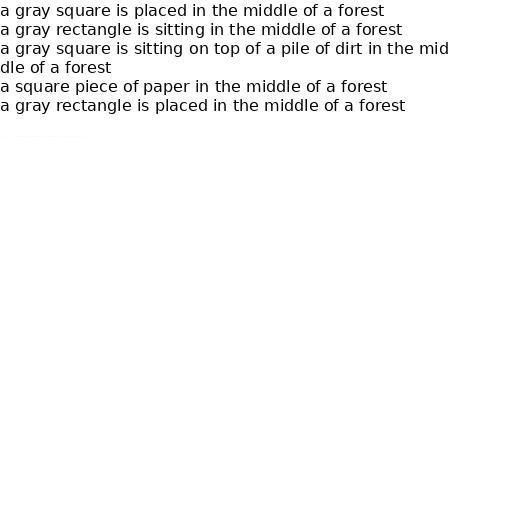 a gray square is placed in the middle of a forest
a gray rectangle is sitting in the middle of a forest
a gray square is sitting on top of a pile of dirt in the mid
dle of a forest
a square piece of paper in the middle of a forest
a gray rectangle is placed in the middle of a forest